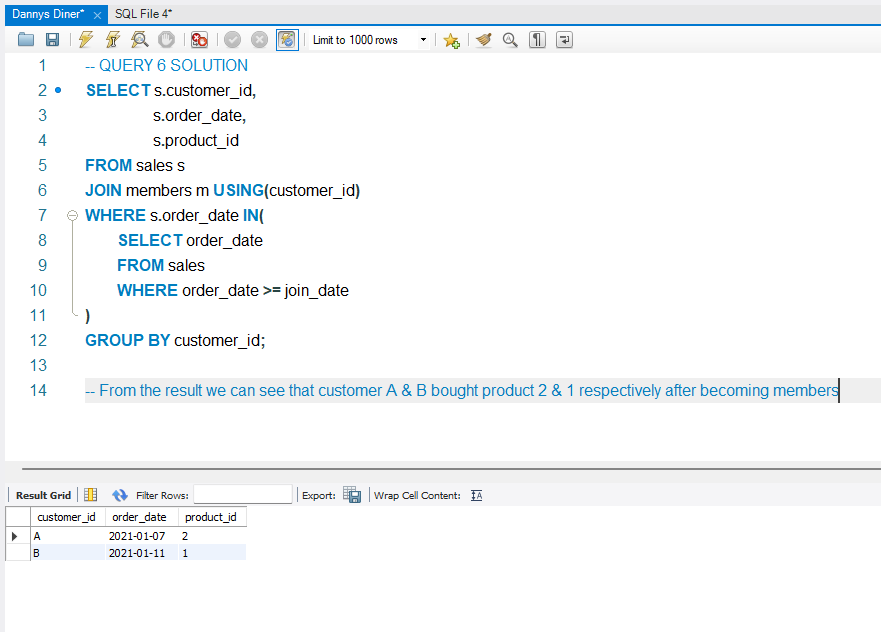 Dannys Diner* SQL File 4*
Limit to 1000 rows
1 -- QUERY 6 SOLUTION
2 SELECT s.customer_id,
3 s.order_date,
4 s.product_id
5 FROM sales s
6 JOIN members m USING(customer_id)
7 WHERE s.order_date IN(
8 SELECT order_date
9 FROM sales
10 WHERE order_date >= join_date
11 )
12 GROUP BY customer_id;
13
14 -- From the result we can see that customer A & B bought product 2 & 1 respectively after becoming members
Result Grid Filter Rows: Export: Wrap Cell Content: IA
customer_id order_date product_id
A 2021-01-07 2
B 2021-01-11 1